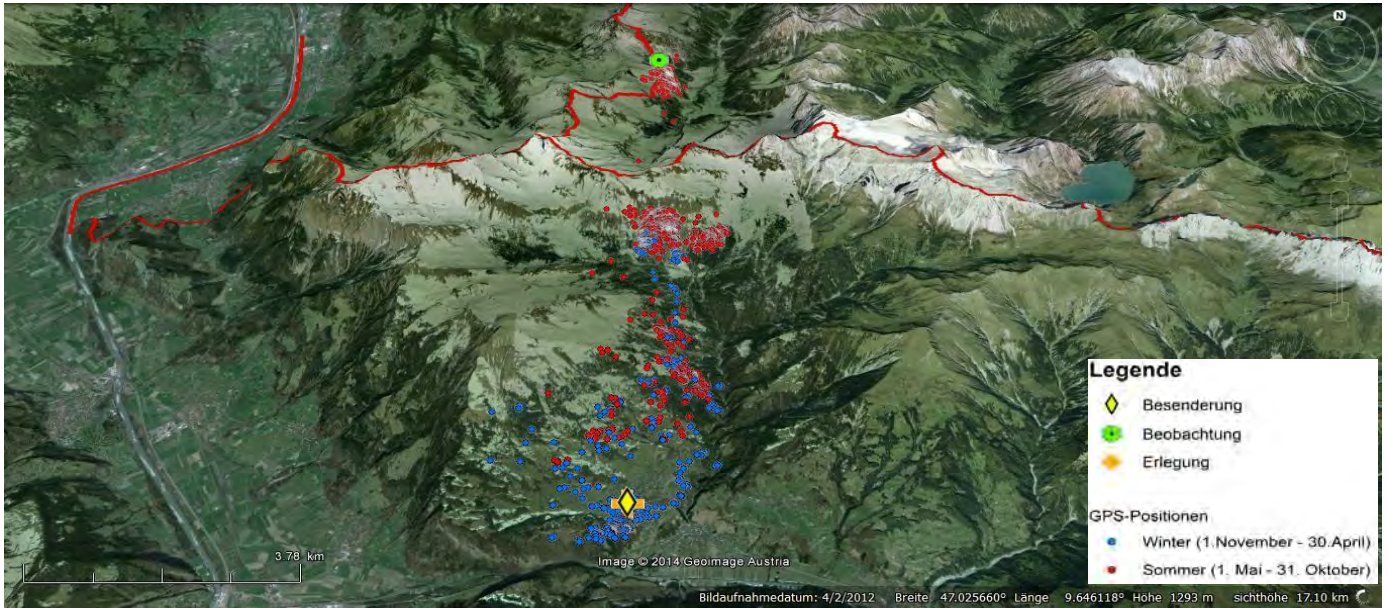 N
Legende
Besenderung
Beobachtung
Erlegung
GPS-Positionen
Winter (1.November - 30.April)
Sommer (1. Mai - 31. Oktober)
3.78 km
Image © 2014 Geoimage Austria
Bildaufnahmedatum: 4/2/2012 Breite 47.025660° Länge 9.646118° Höhe 1293 m sichthöhe 17.10 km